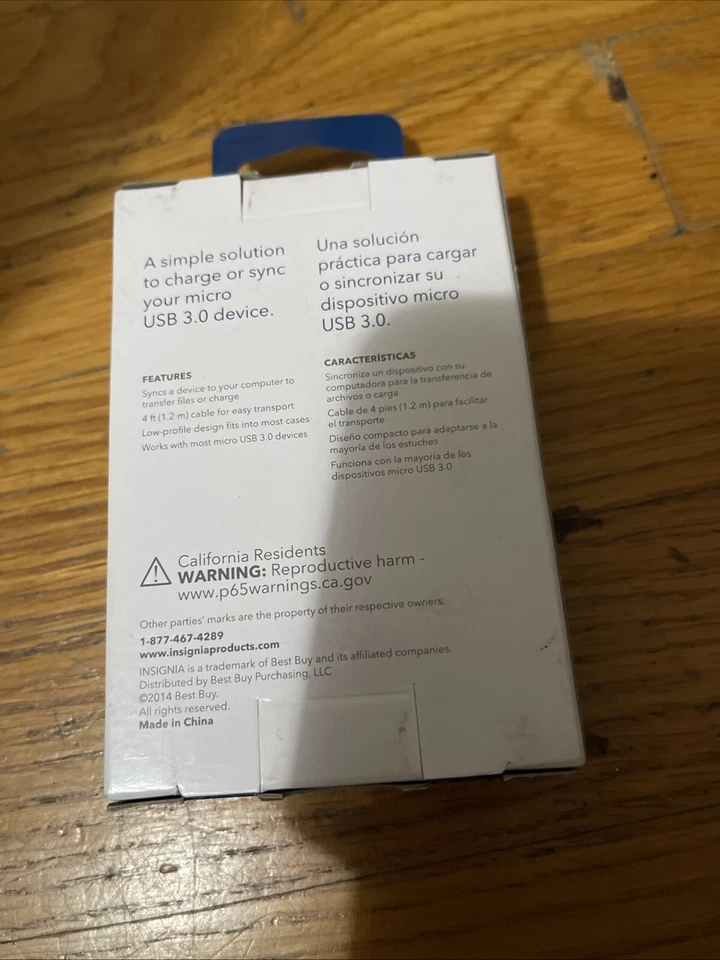 A simple solution
to charge or sync
your micro
USB 3.0 device.
Una solución
práctica para cargar
o sincronizar su
dispositivo micro
USB 3.0.
FEATURES
Syncs a device to your computer to
transfer files or charge
4 ft (1.2 m) cable for easy transport
Low-profile design fits into most cases
Works with most micro USB 3.0 devices
CARACTERÍSTICAS
Sincroniza un dispositivo con su
computadora para la transferencia de
archivos o carga
Cable de 4 pies (1.2 m) para facilitar
el transporte
Diseño compacto para adaptarse a la
mayoría de los estuches
Funciona con la mayoría de los
dispositivos micro USB 3.0
California Residents
WARNING: Reproductive harm -
www.p65warnings.ca.gov
Other parties' marks are the property of their respective owners.
1-877-467-4289
www.insigniaproducts.com
INSIGNIA is a trademark of Best Buy and its affiliated companies.
Distributed by Best Buy Purchasing, LLC
©2014 Best Buy.
All rights reserved.
Made in China